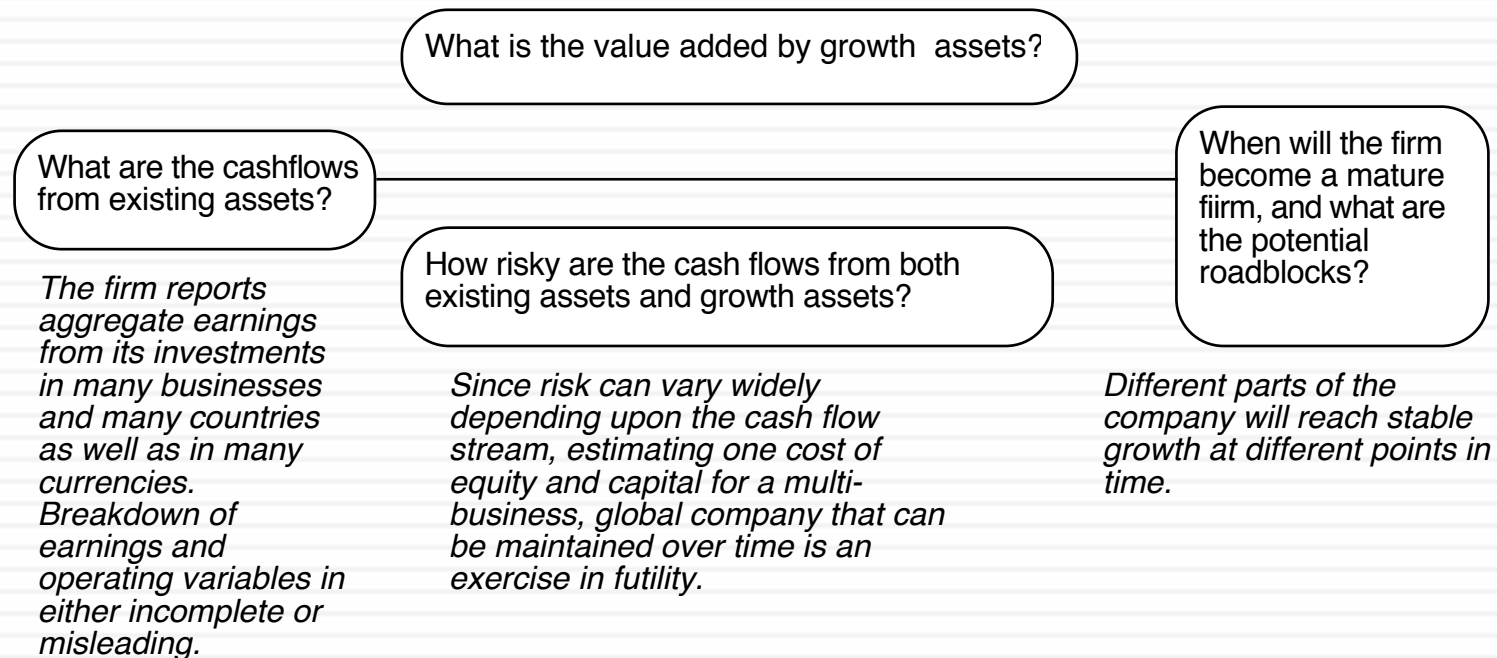 What is the value added by growth  assets?
What are the cashflows
from existing assets?
When will the firm
become a mature
fiirm, and what are
the potential
roadblocks?
How risky are the cash flows from both
existing assets and growth assets?
The firm reports
aggregate earnings
from its investments
in many businesses
and many countries
as well as in many
currencies.
Breakdown of
earnings and
operating variables in
either incomplete or
misleading.
Since risk can vary widely
depending upon the cash flow
stream, estimating one cost of
equity and capital for a multi-
business, global company that can
be maintained over time is an
exercise in futility.
Different parts of the
company will reach stable
growth at different points in
time.